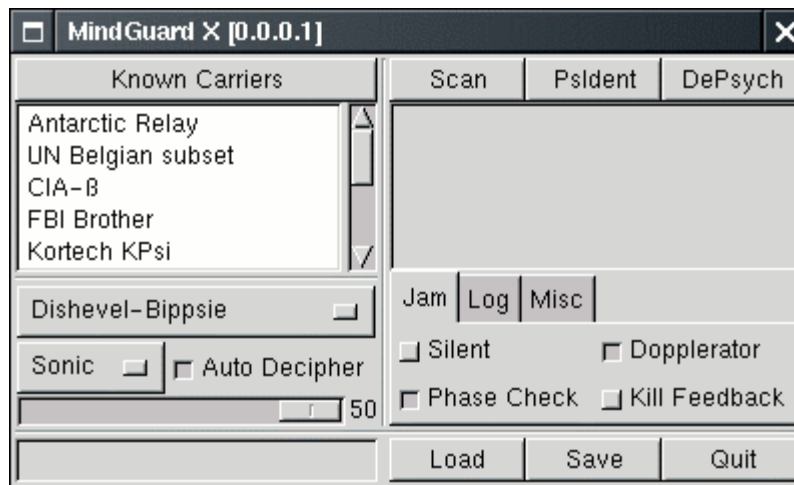 MindGuard X [0.0.0.1]
Known Carriers
Antarctic Relay
UN Belgian subset
CIA-ß
FBI Brother
Kortech KPsi
Dishevel-Bippsie
Sonic
Auto Decipher
50
Scan
PsIdent
DePsych
Jam
Log
Misc
Silent
Dopplerator
Phase Check
Kill Feedback
Load
Save
Quit